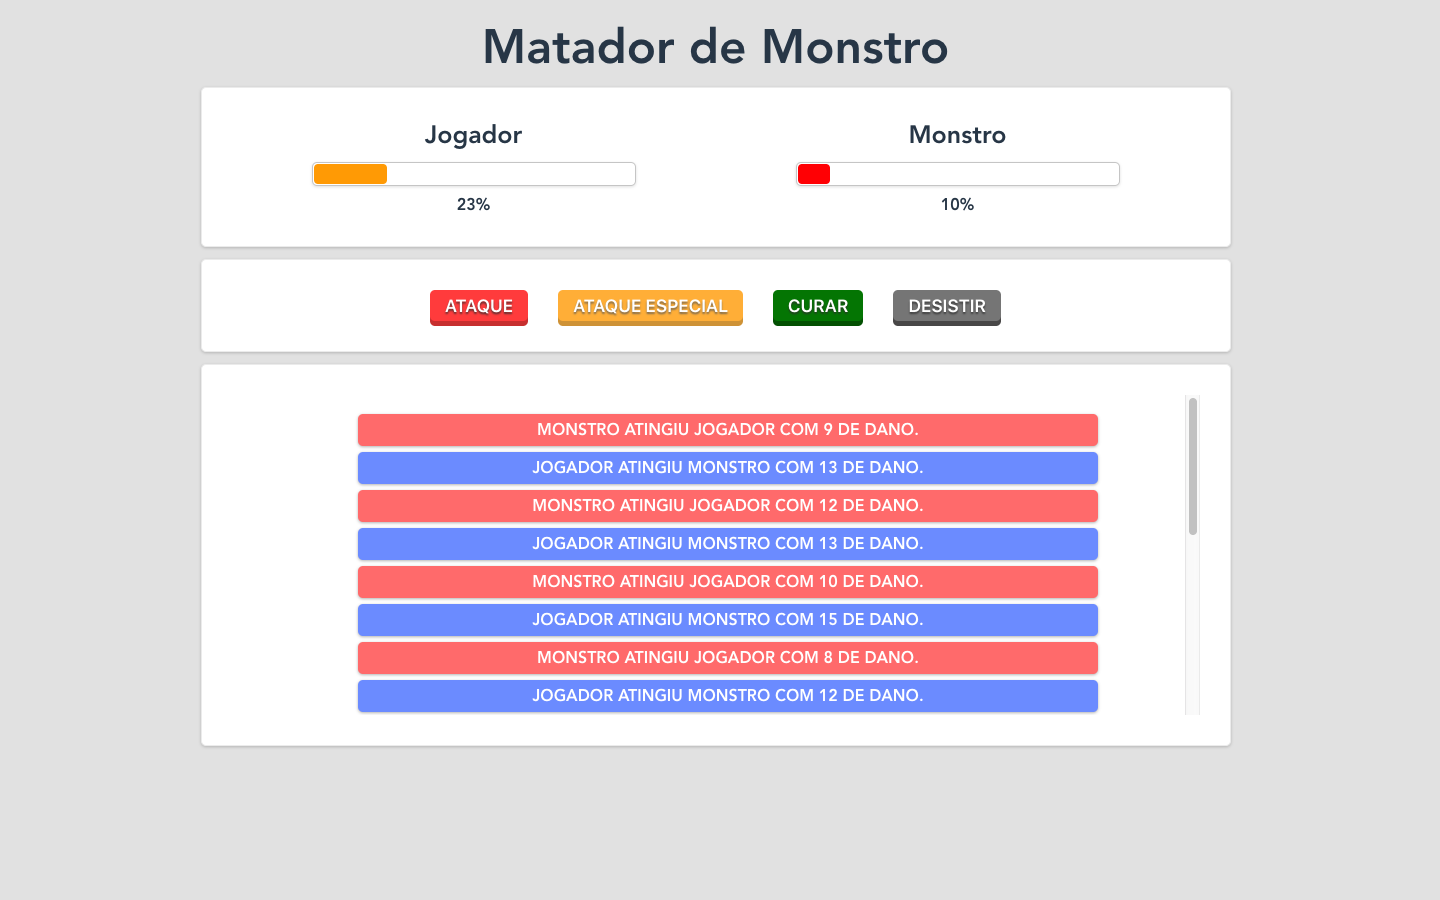 Matador de Monstro
Jogador
Monstro
23%
10%
ATAQUE
ATAQUE ESPECIAL
CURAR
DESISTIR
MONSTRO ATINGIU JOGADOR COM 9 DE DANO.
JOGADOR ATINGIU MONSTRO COM 13 DE DANO.
MONSTRO ATINGIU JOGADOR COM 12 DE DANO.
JOGADOR ATINGIU MONSTRO COM 13 DE DANO.
MONSTRO ATINGIU JOGADOR COM 10 DE DANO.
JOGADOR ATINGIU MONSTRO COM 15 DE DANO.
MONSTRO ATINGIU JOGADOR COM 8 DE DANO.
JOGADOR ATINGIU MONSTRO COM 12 DE DANO.